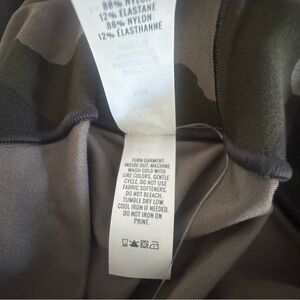 88% NYLON
12% ELASTANE
88% NYLON
12% ÉLASTHANNE
TURN GARMENT
INSIDE OUT. MACHINE
WASH COLD WITH
LIKE COLORS, GENTLE
CYCLE. DO NOT USE
FABRIC SOFTENERS.
DO NOT BLEACH.
TUMBLE DRY LOW.
COOL IRON IF NEEDED.
DO NOT IRON ON
PRINT.